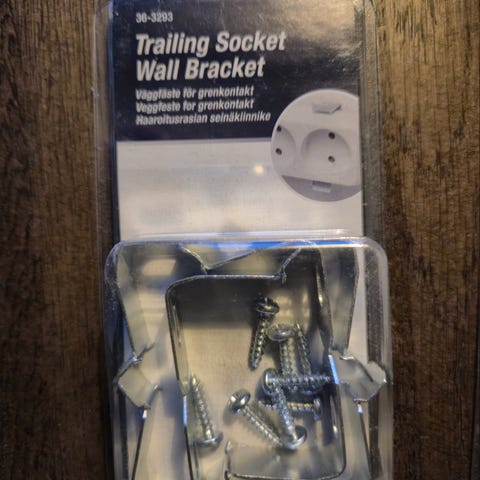 36-3293
Trailing Socket
Wall Bracket
Väggfäste för grenkontakt
Veggfeste for grenkontakt
Haaroitusrasian seinäkiinnike